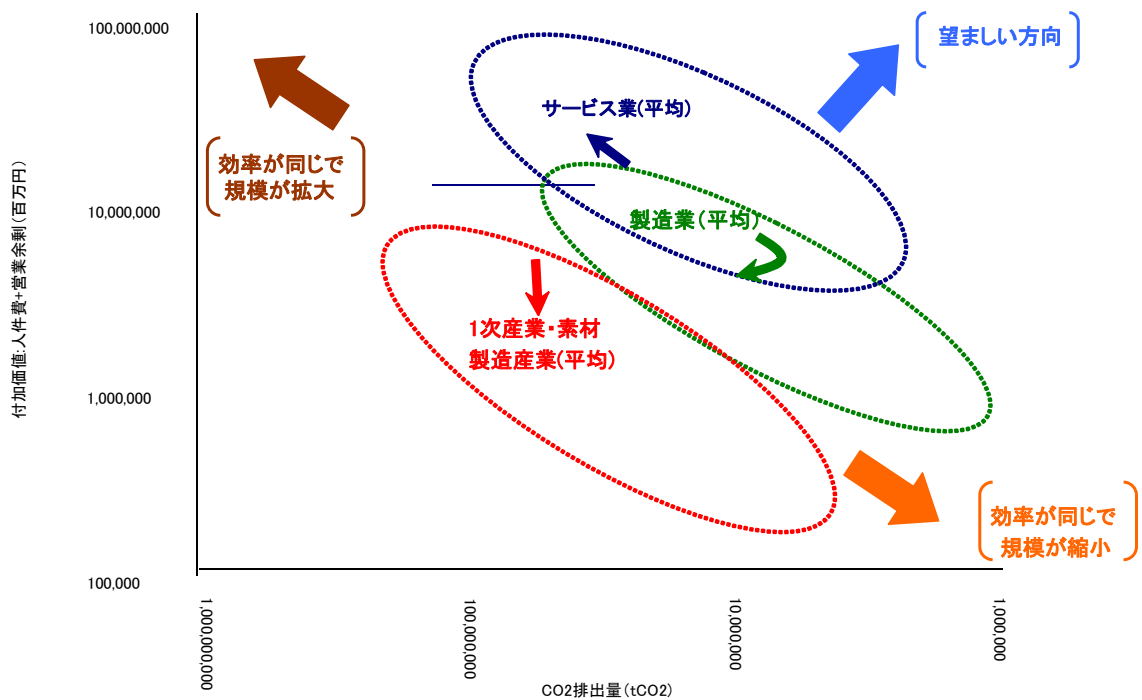 100,000,000
10,000,000
1,000,000
100,000
付加価値:人件費+営業余剰(百万円)
望ましい方向
サービス業(平均)
効率が同じで
規模が拡大
製造業(平均)
1次産業・素材
製造産業(平均)
効率が同じで
規模が縮小
1,000,000,000
100,000,000
10,000,000
1,000,000
CO2排出量(tCO2)